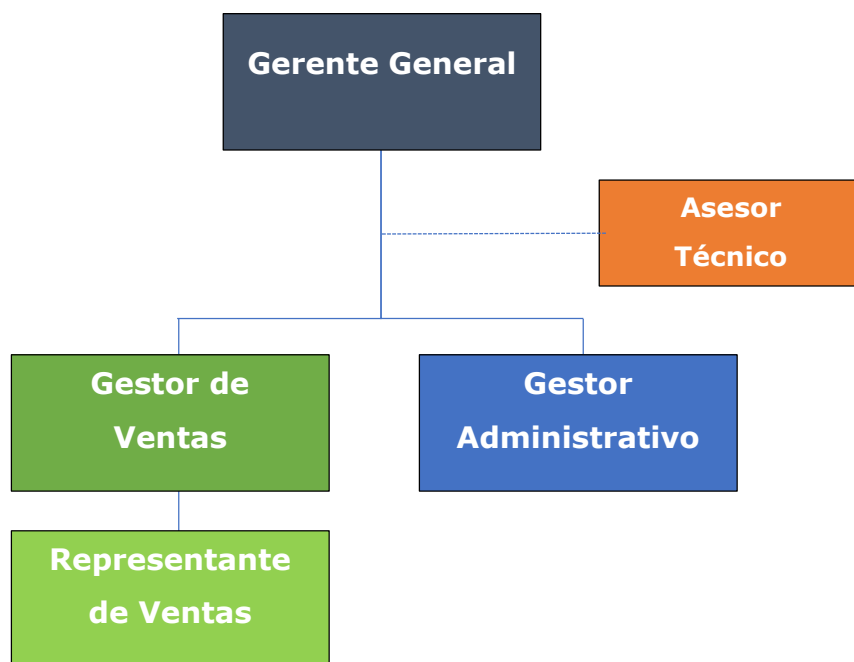 Gerente General
Asesor
Técnico
Gestor de
Ventas
Gestor
Administrativo
Representante
de Ventas